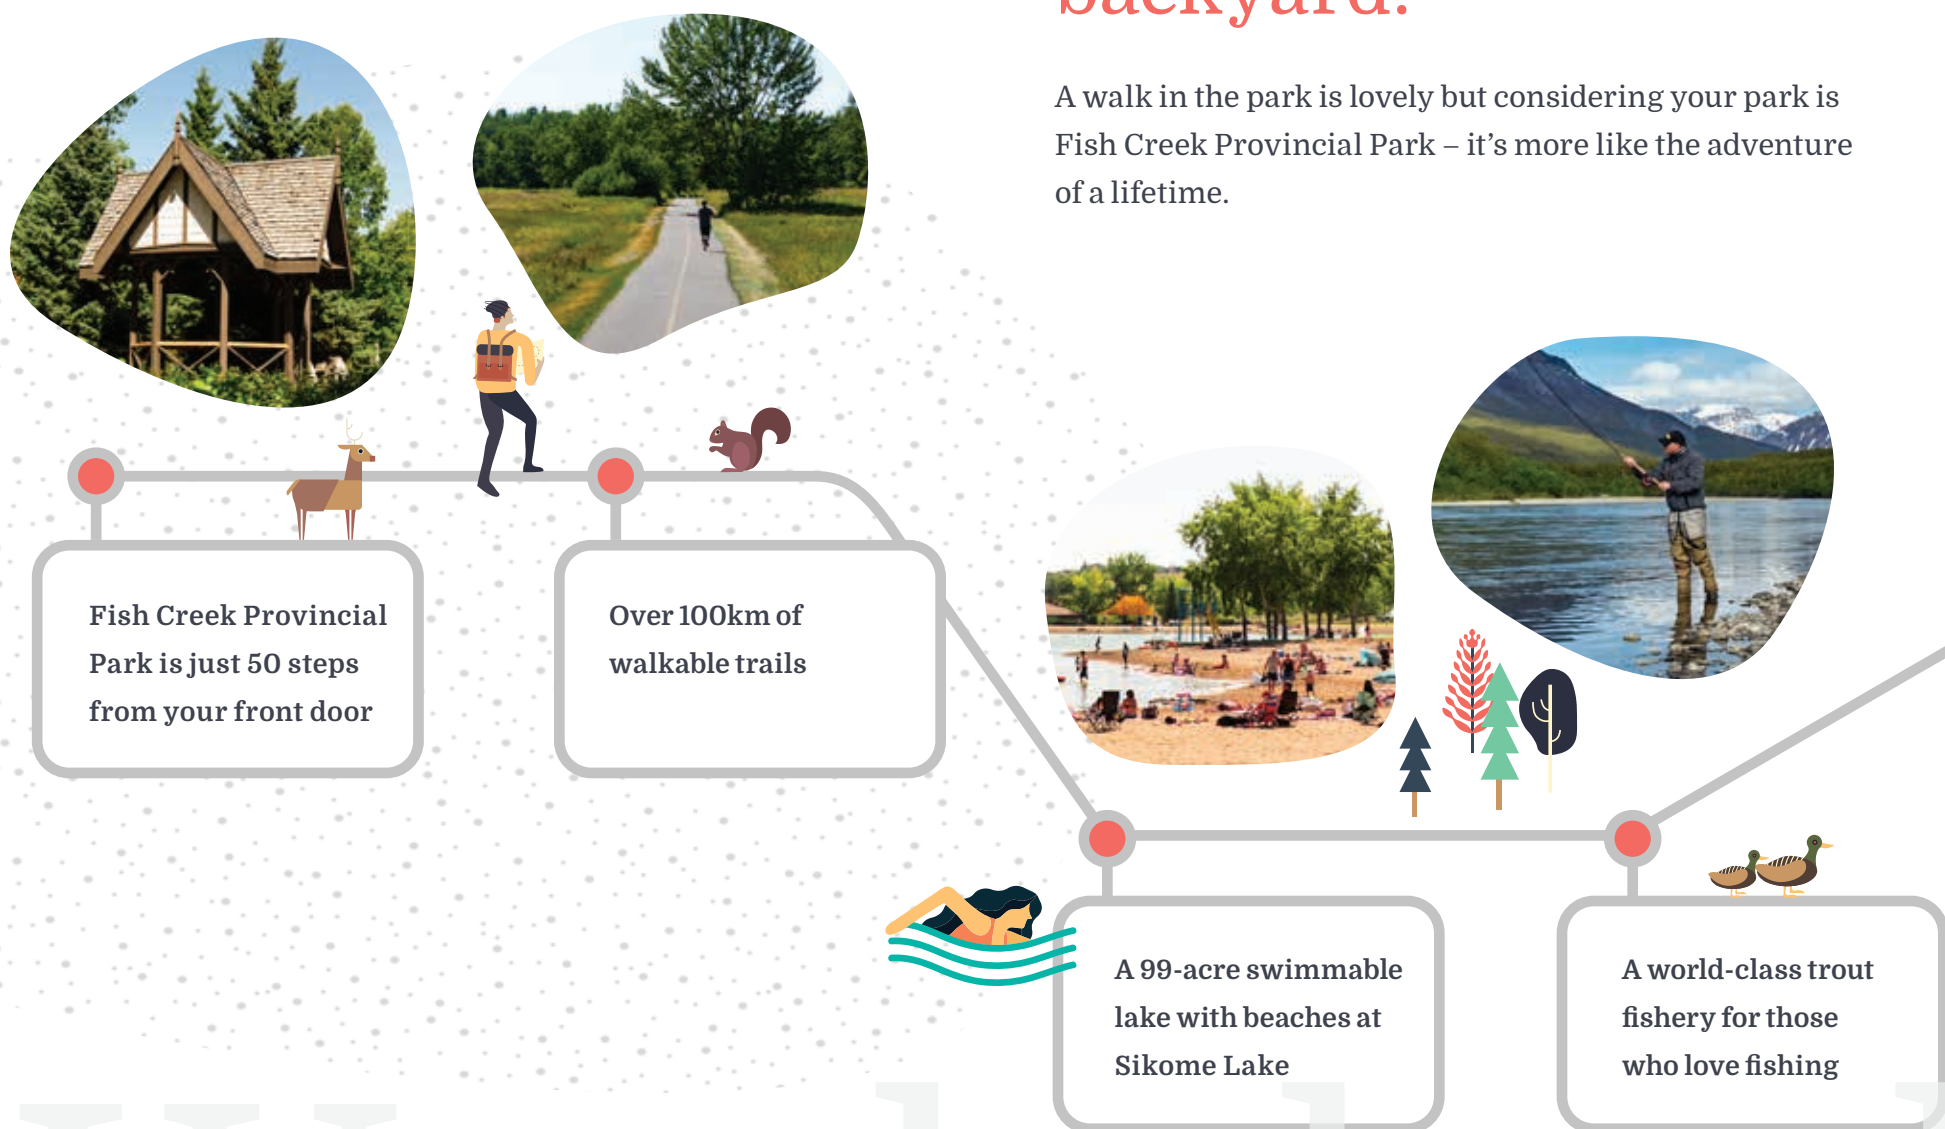 backyard.
A walk in the park is lovely but considering your park is
Fish Creek Provincial Park – it’s more like the adventure
of a lifetime.
Fish Creek Provincial
Park is just 50 steps
from your front door
Over 100km of
walkable trails
A 99-acre swimmable
lake with beaches at
Sikome Lake
A world-class trout
fishery for those
who love fishing